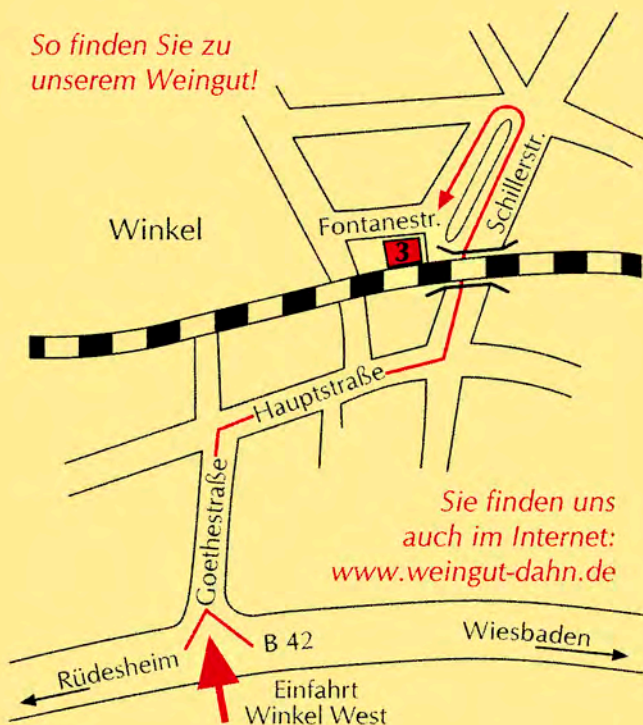 So finden Sie zu
unserem Weingut!
Winkel
Fontanestr.
Schillerstr.
3
Hauptstraße
Goethestraße
Sie finden uns
auch im Internet:
www.weingut-dahn.de
B 42
Wiesbaden
Rüdesheim
Einfahrt
Winkel West